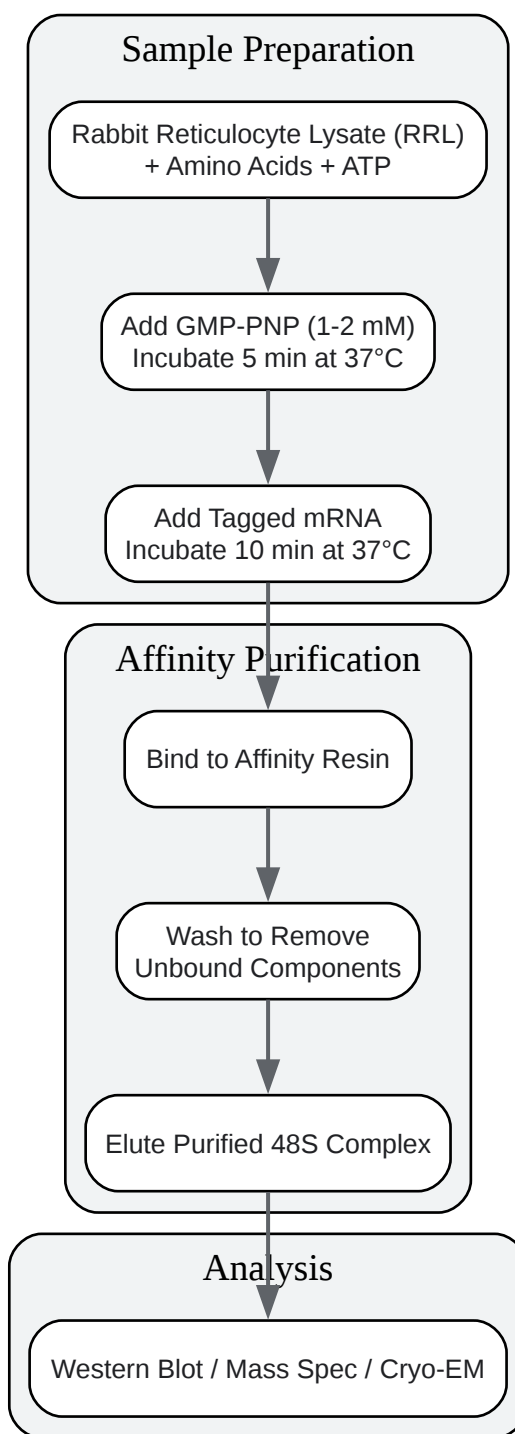 Sample Preparation
Rabbit Reticulocyte Lysate (RRL)
+ Amino Acids + ATP
Add GMP-PNP (1-2 mM)
Incubate 5 min at 37°C
Add Tagged mRNA
Incubate 10 min at 37°C
Affinity Purification
Bind to Affinity Resin
Wash to Remove
Unbound Components
Elute Purified 48S Complex
Analysis
Western Blot / Mass Spec / Cryo-EM